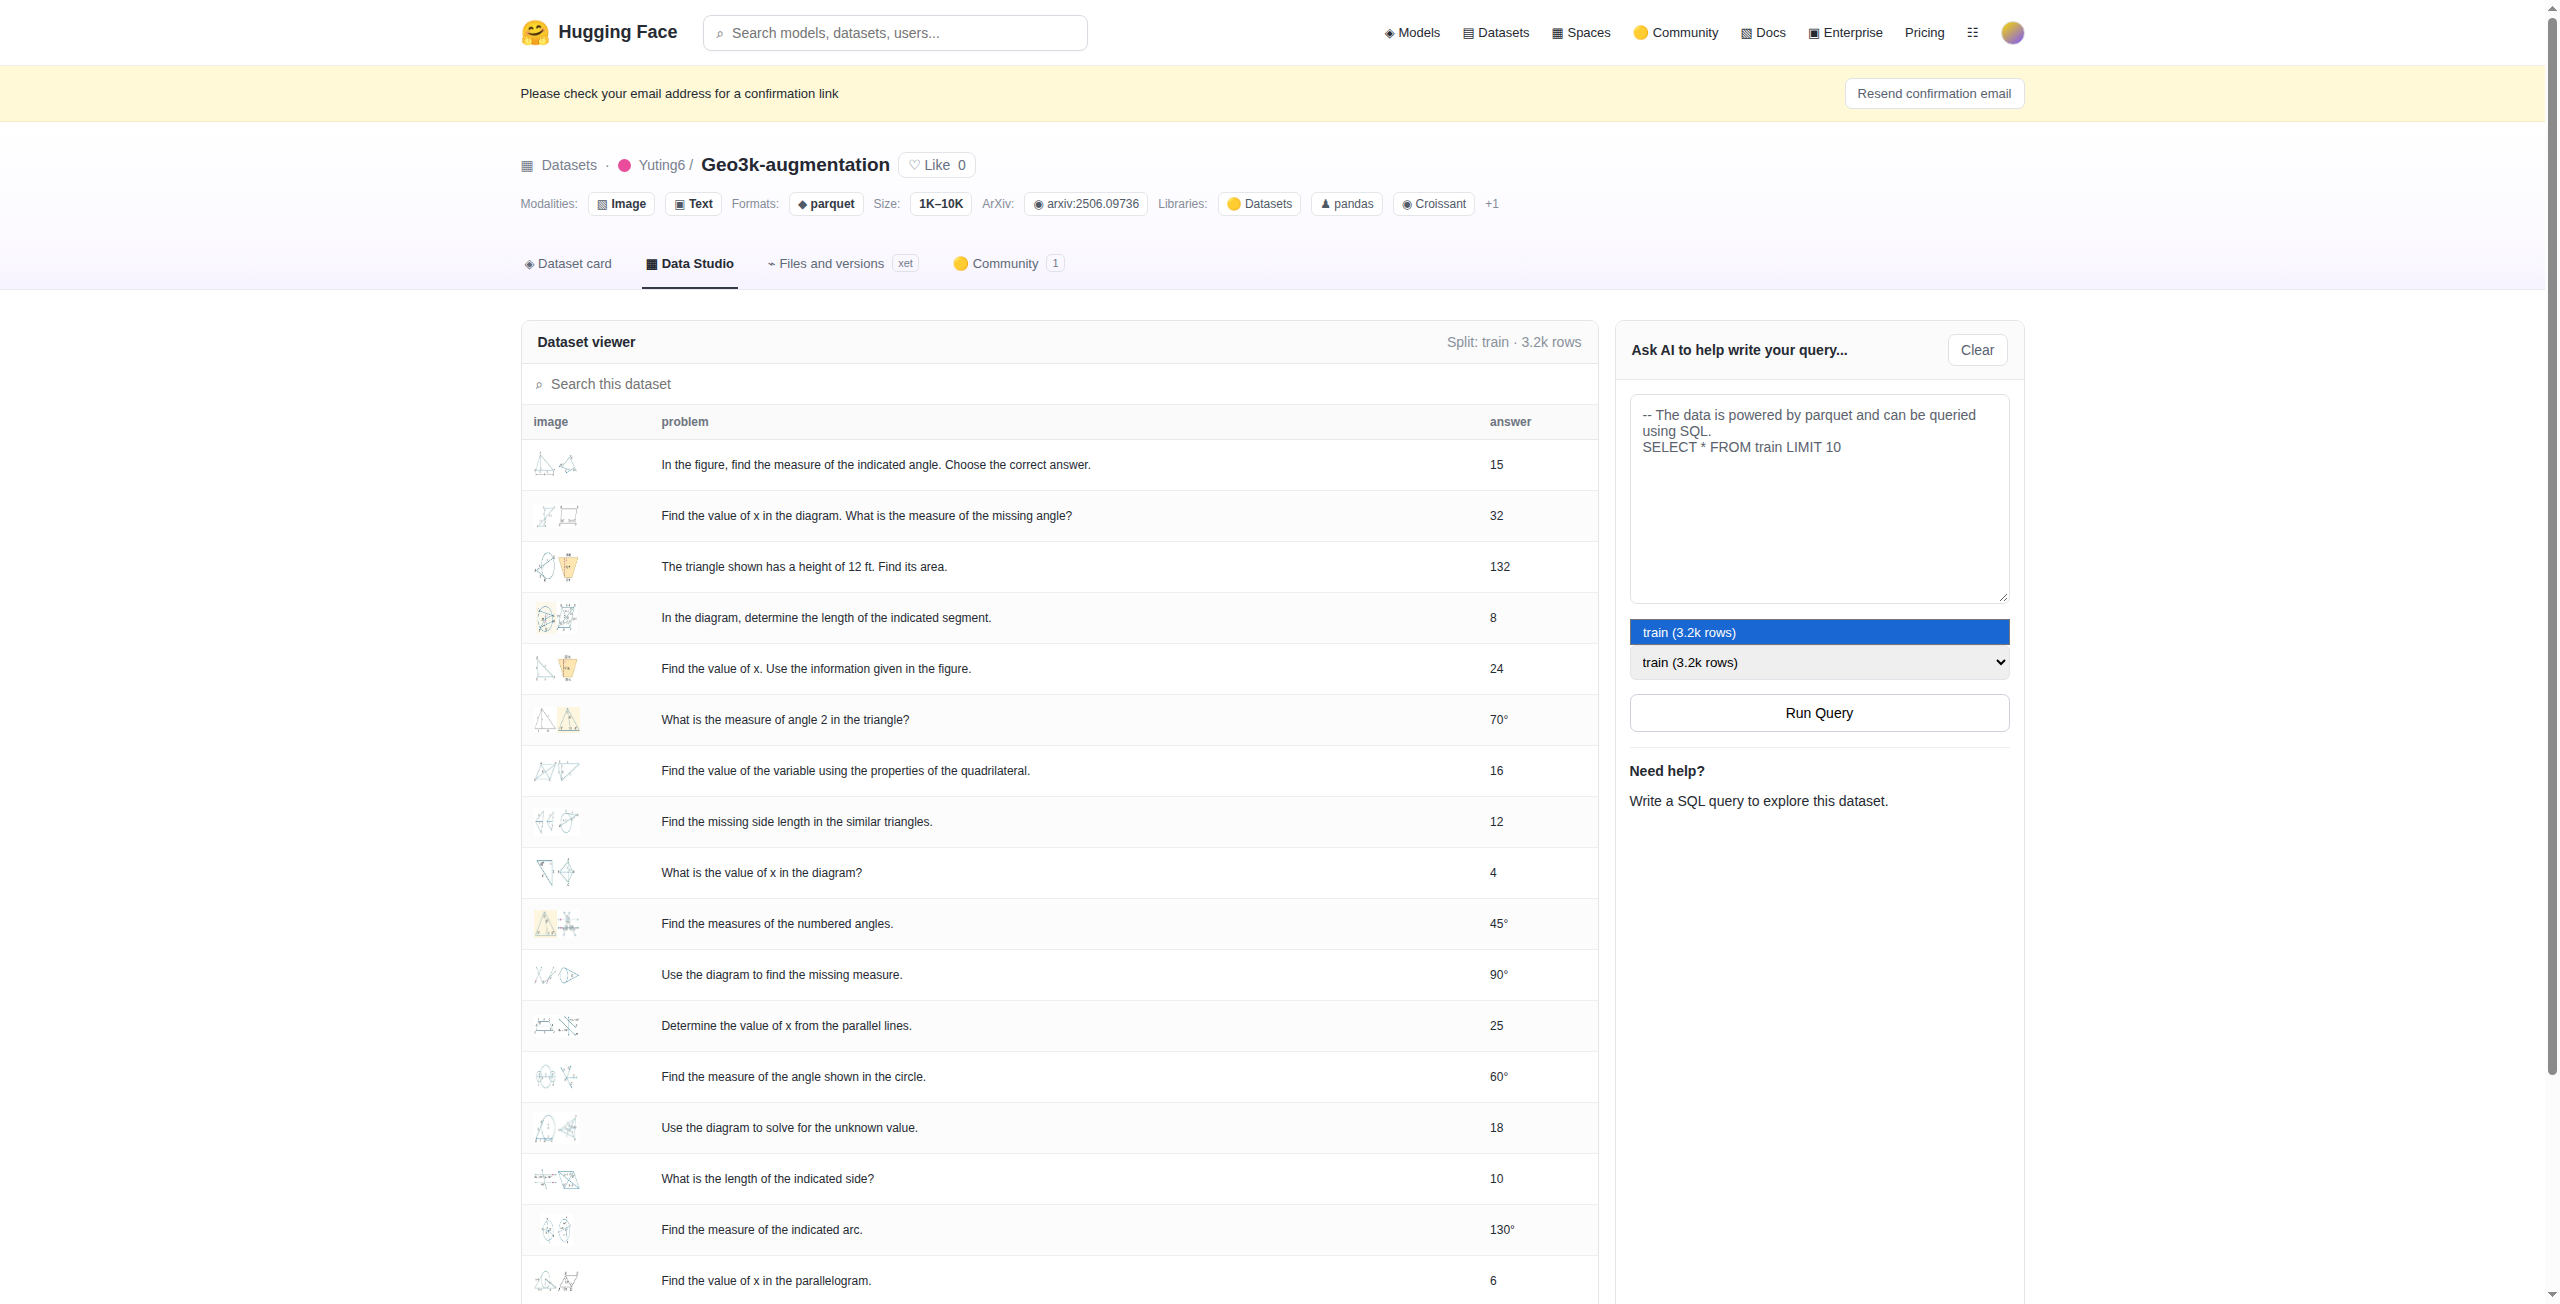 Hugging Face
Search models, datasets, users...
Models
Datasets
Spaces
Community
Docs
Enterprise
Pricing
Please check your email address for a confirmation link
Resend confirmation email
Datasets · Yuting6 / Geo3k-augmentation
Like 0
Modalities: Image Text Formats: parquet Size: 1K–10K ArXiv: arxiv:2506.09736 Libraries: Datasets pandas Croissant +1
Dataset card
Data Studio
Files and versions xet
Community 1
Dataset viewer
Split: train · 3.2k rows
Search this dataset
image problem answer
In the figure, find the measure of the indicated angle. Choose the correct answer. 15
Find the value of x in the diagram. What is the measure of the missing angle? 32
The triangle shown has a height of 12 ft. Find its area. 132
In the diagram, determine the length of the indicated segment. 8
Find the value of x. Use the information given in the figure. 24
What is the measure of angle 2 in the triangle? 70°
Find the value of the variable using the properties of the quadrilateral. 16
Find the missing side length in the similar triangles. 12
What is the value of x in the diagram? 4
Find the measures of the numbered angles. 45°
Use the diagram to find the missing measure. 90°
Determine the value of x from the parallel lines. 25
Find the measure of the angle shown in the circle. 60°
Use the diagram to solve for the unknown value. 18
What is the length of the indicated side? 10
Find the measure of the indicated arc. 130°
Find the value of x in the parallelogram. 6
Ask AI to help write your query...
Clear
-- The data is powered by parquet and can be queried
using SQL.
SELECT * FROM train LIMIT 10
train (3.2k rows)
train (3.2k rows)
Run Query
Need help?
Write a SQL query to explore this dataset.